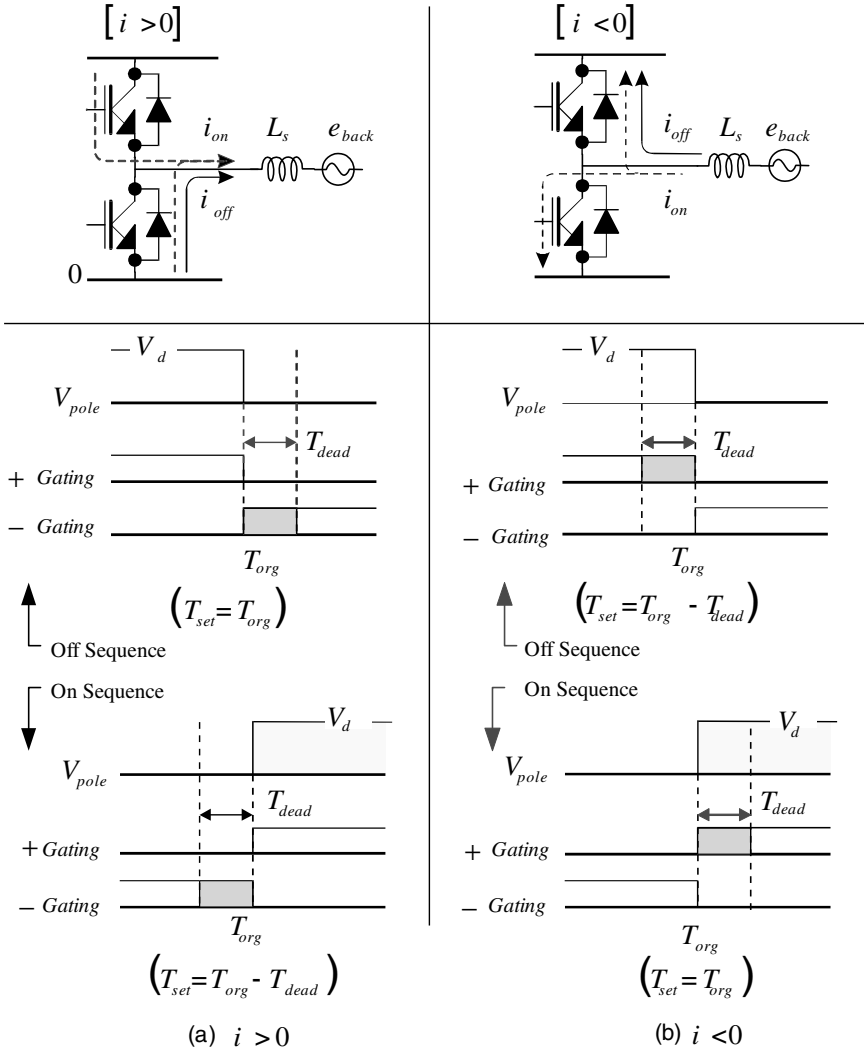 [i >0]
i_on L_s e_back
i_off
0
V_d
V_pole
T_dead
+ Gating
− Gating
T_org
(T_set = T_org)
Off Sequence
On Sequence
V_d
V_pole
T_dead
+ Gating
− Gating
T_org
(T_set = T_org - T_dead)
(a) i >0
[i <0]
i_off L_s e_back
i_on
V_d
V_pole
T_dead
+ Gating
− Gating
T_org
(T_set = T_org - T_dead)
Off Sequence
On Sequence
V_d
V_pole
T_dead
+ Gating
− Gating
T_org
(T_set = T_org)
(b) i <0